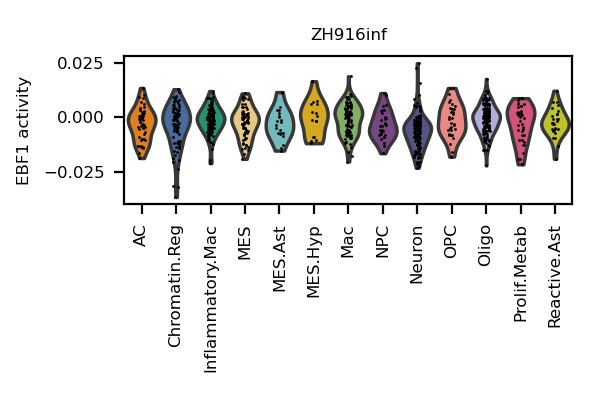 ZH916inf
EBF1 activity
0.025
0.000
−0.025
AC
Chromatin.Reg
Inflammatory.Mac
MES
MES.Ast
MES.Hyp
Mac
NPC
Neuron
OPC
Oligo
Prolif.Metab
Reactive.Ast